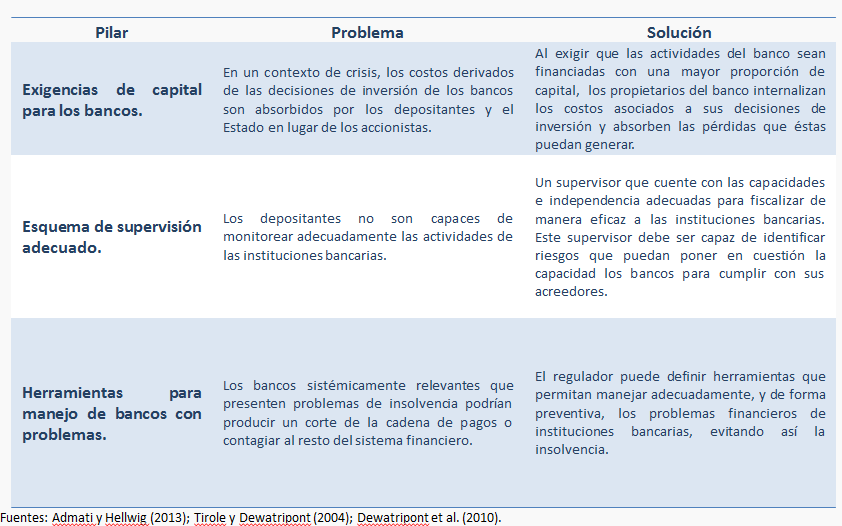 Pilar Problema Solución
Exigencias de capital
para los bancos.
En un contexto de crisis, los costos derivados
de las decisiones de inversión de los bancos
son absorbidos por los depositantes y el
Estado en lugar de los accionistas.
Al exigir que las actividades del banco sean
financiadas con una mayor proporción de
capital, los propietarios del banco internalizan
los costos asociados a sus decisiones de
inversión y absorben las pérdidas que éstas
puedan generar.
Esquema de supervisión
adecuado.
Los depositantes no son capaces de
monitorear adecuadamente las actividades de
las instituciones bancarias.
Un supervisor que cuente con las capacidades
e independencia adecuadas para fiscalizar de
manera eficaz a las instituciones bancarias.
Este supervisor debe ser capaz de identificar
riesgos que puedan poner en cuestión la
capacidad los bancos para cumplir con sus
acreedores.
Herramientas para
manejo de bancos con
problemas.
Los bancos sistémicamente relevantes que
presenten problemas de insolvencia podrían
producir un corte de la cadena de pagos o
contagiar al resto del sistema financiero.
El regulador puede definir herramientas que
permitan manejar adecuadamente, y de forma
preventiva, los problemas financieros de
instituciones bancarias, evitando así la
insolvencia.
Fuentes: Admati y Hellwig (2013); Tirole y Dewatripont (2004); Dewatripont et al. (2010).